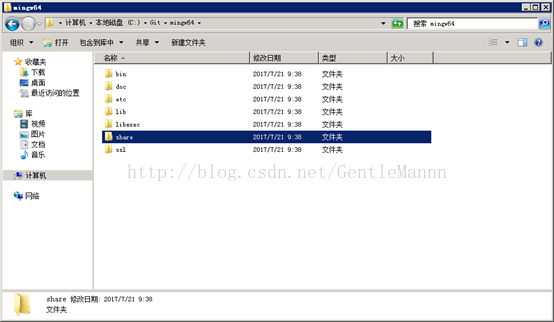 mingw64
计算机 ▸ 本地磁盘 (C:) ▸ Git ▸ mingw64 ▸
搜索 mingw64
组织 打开 包含到库中 共享 新建文件夹
名称 修改日期 类型 大小
收藏夹
下载
桌面
最近访问的位置
库
视频
图片
文档
音乐
计算机
网络
bin 2017/7/21 9:38 文件夹
doc 2017/7/21 9:38 文件夹
etc 2017/7/21 9:38 文件夹
lib 2017/7/21 9:38 文件夹
libexec 2017/7/21 9:38 文件夹
share 2017/7/21 9:38 文件夹
ssl 2017/7/21 9:38 文件夹
http://blog.csdn.net/GentleMannn
share 修改日期: 2017/7/21 9:38
文件夹